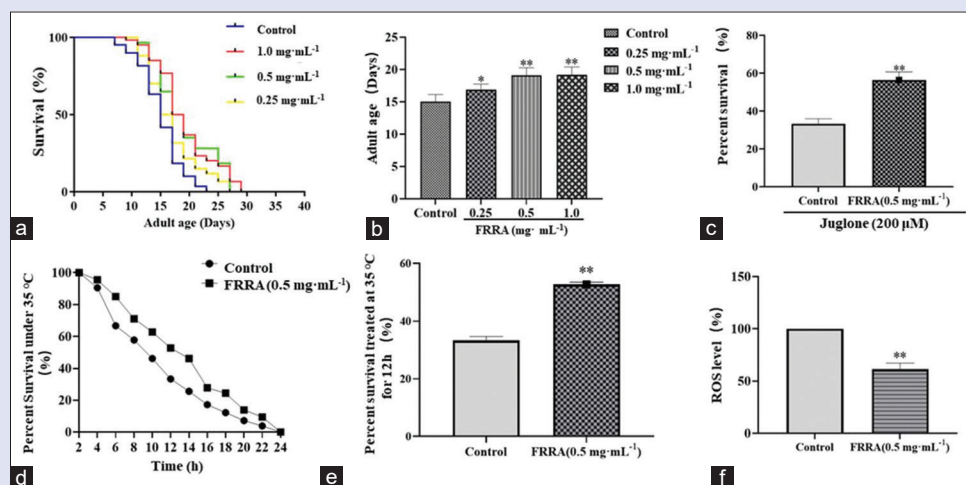 Survival (%)
100
50
0
0 5 10 15 20 25 30 35 40
Adult age (Days)
Control
1.0 mg·mL-1
0.5 mg·mL-1
0.25 mg·mL-1
a
Adult age (Days)
25
20
15
10
5
0
** **
*
Control 0.25 0.5 1.0
FRRA (mg· mL-1)
Control
0.25 mg·mL-1
0.5 mg·mL-1
1.0 mg·mL-1
b
Percent survival (%)
80
60
40
20
0
**
Control FRRA(0.5 mg·mL-1)
Juglone (200 μM)
c
Percent Survival under 35 °C
(%)
100
80
60
40
20
0
2 4 6 8 10 12 14 16 18 20 22 24
Time (h)
Control
FRRA(0.5 mg·mL-1)
d
Percent survival treated at 35 °C
for 12h (%)
60
40
20
0
**
Control FRRA(0.5 mg·mL-1)
e
ROS level (%)
150
100
50
0
**
Control FRRA(0.5 mg·mL-1)
f